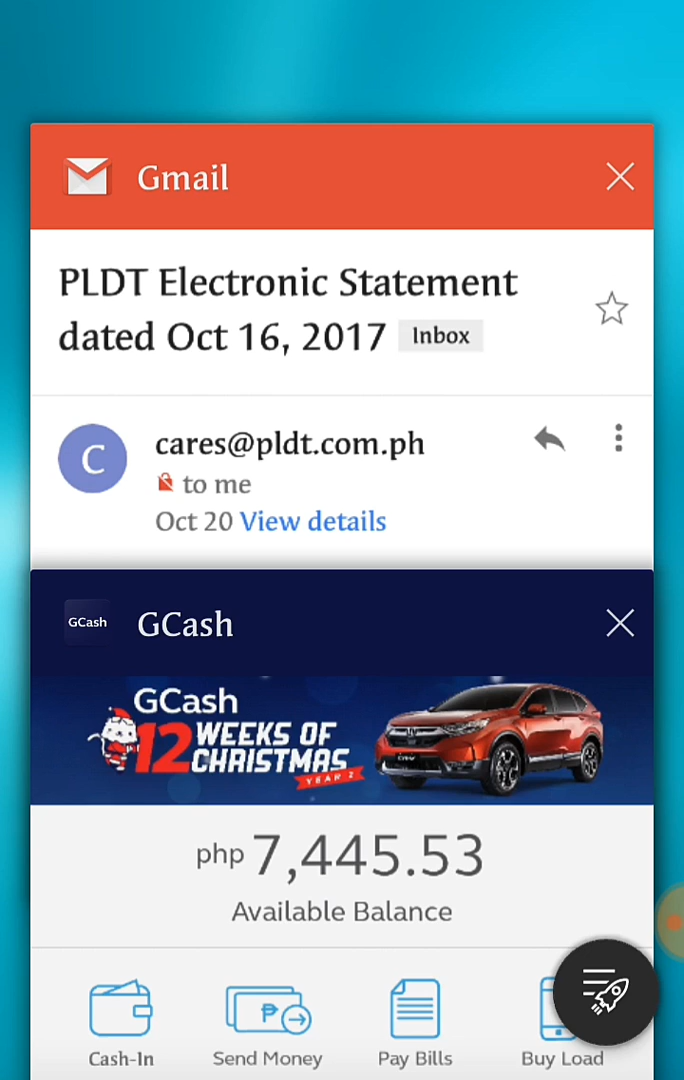 Gmail
PLDT Electronic Statement
dated Oct 16, 2017 Inbox
C
cares@pldt.com.ph
to me
Oct 20 View details
GCash GCash
GCash
12 WEEKS OF
CHRISTMAS
YEAR 2
php 7,445.53
Available Balance
Cash-In Send Money Pay Bills Buy Load